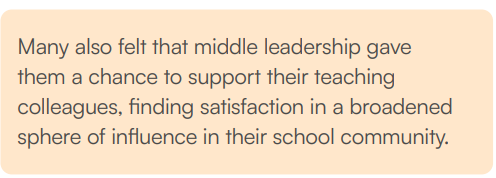 Many also felt that middle leadership gave
them a chance to support their teaching
colleagues, finding satisfaction in a broadened
sphere of influence in their school community.